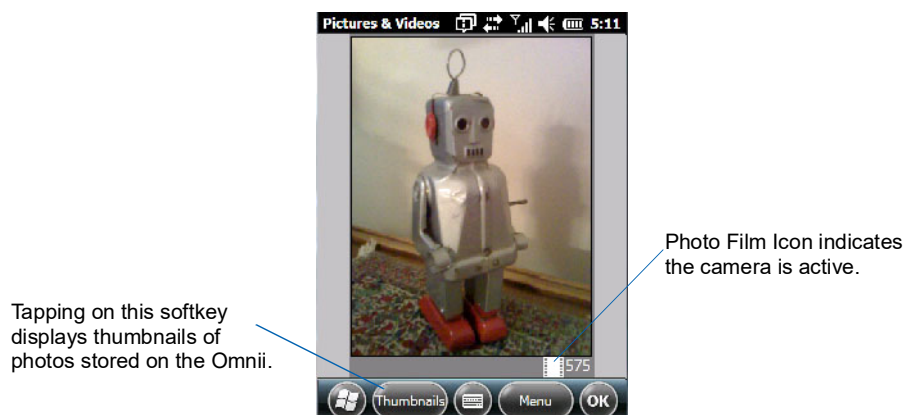 Pictures & Videos 5:11
Photo Film Icon indicates
the camera is active.
Tapping on this softkey
displays thumbnails of
photos stored on the Omnii.
575
Thumbnails Menu OK